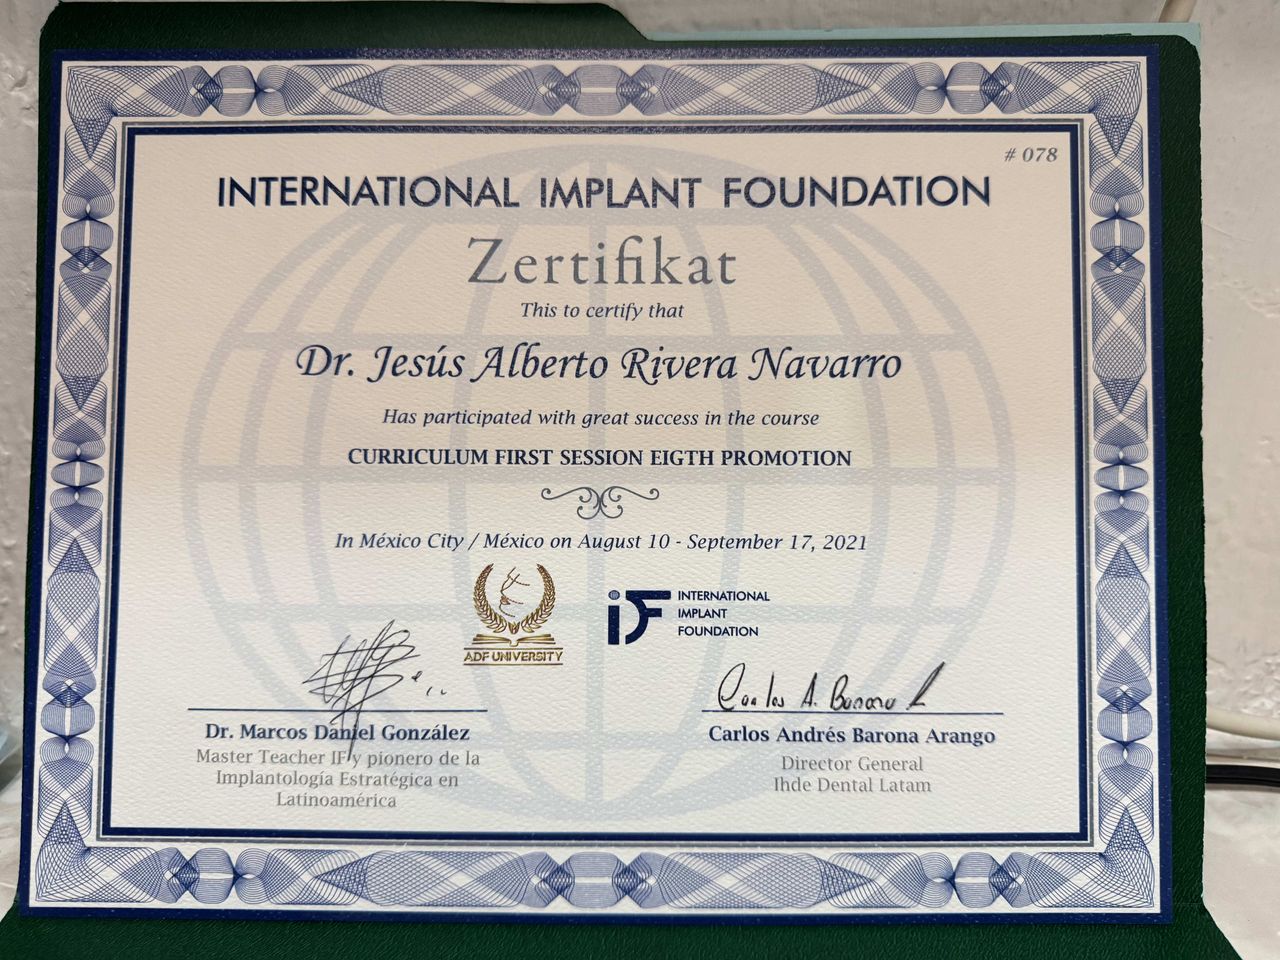 # 078
INTERNATIONAL IMPLANT FOUNDATION
Zertifikat
This to certify that
Dr. Jesús Alberto Rivera Navarro
Has participated with great success in the course
CURRICULUM FIRST SESSION EIGTH PROMOTION
In México City / México on August 10 - September 17, 2021
ADF UNIVERSITY
iF INTERNATIONAL
IMPLANT
FOUNDATION
Carlos A. Barona
Dr. Marcos Daniel González
Master Teacher IF y pionero de la
Implantología Estratégica en
Latinoamérica
Carlos Andrés Barona Arango
Director General
Ihde Dental Latam